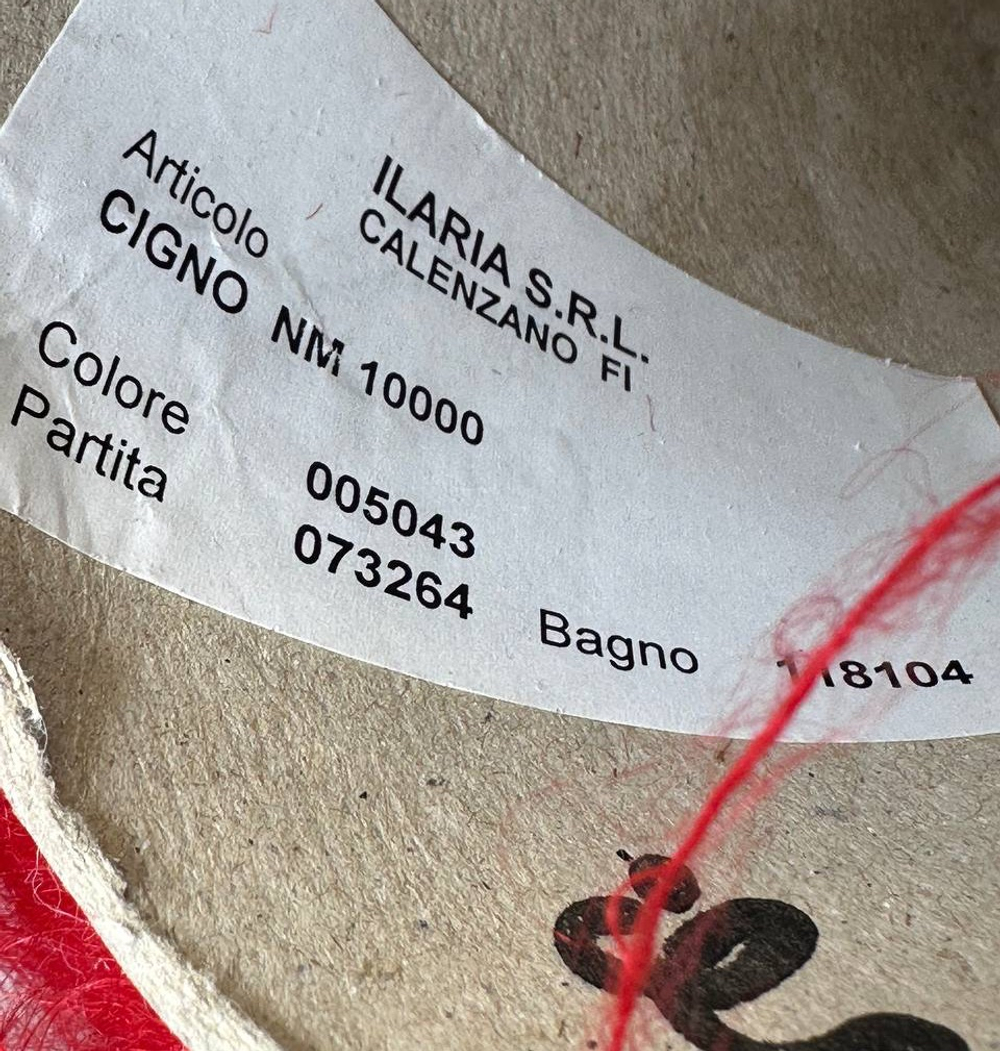 ILARIA S.R.L.
CALENZANO FI
Articolo
CIGNO NM 10000
Colore 005043
Partita 073264 Bagno 118104